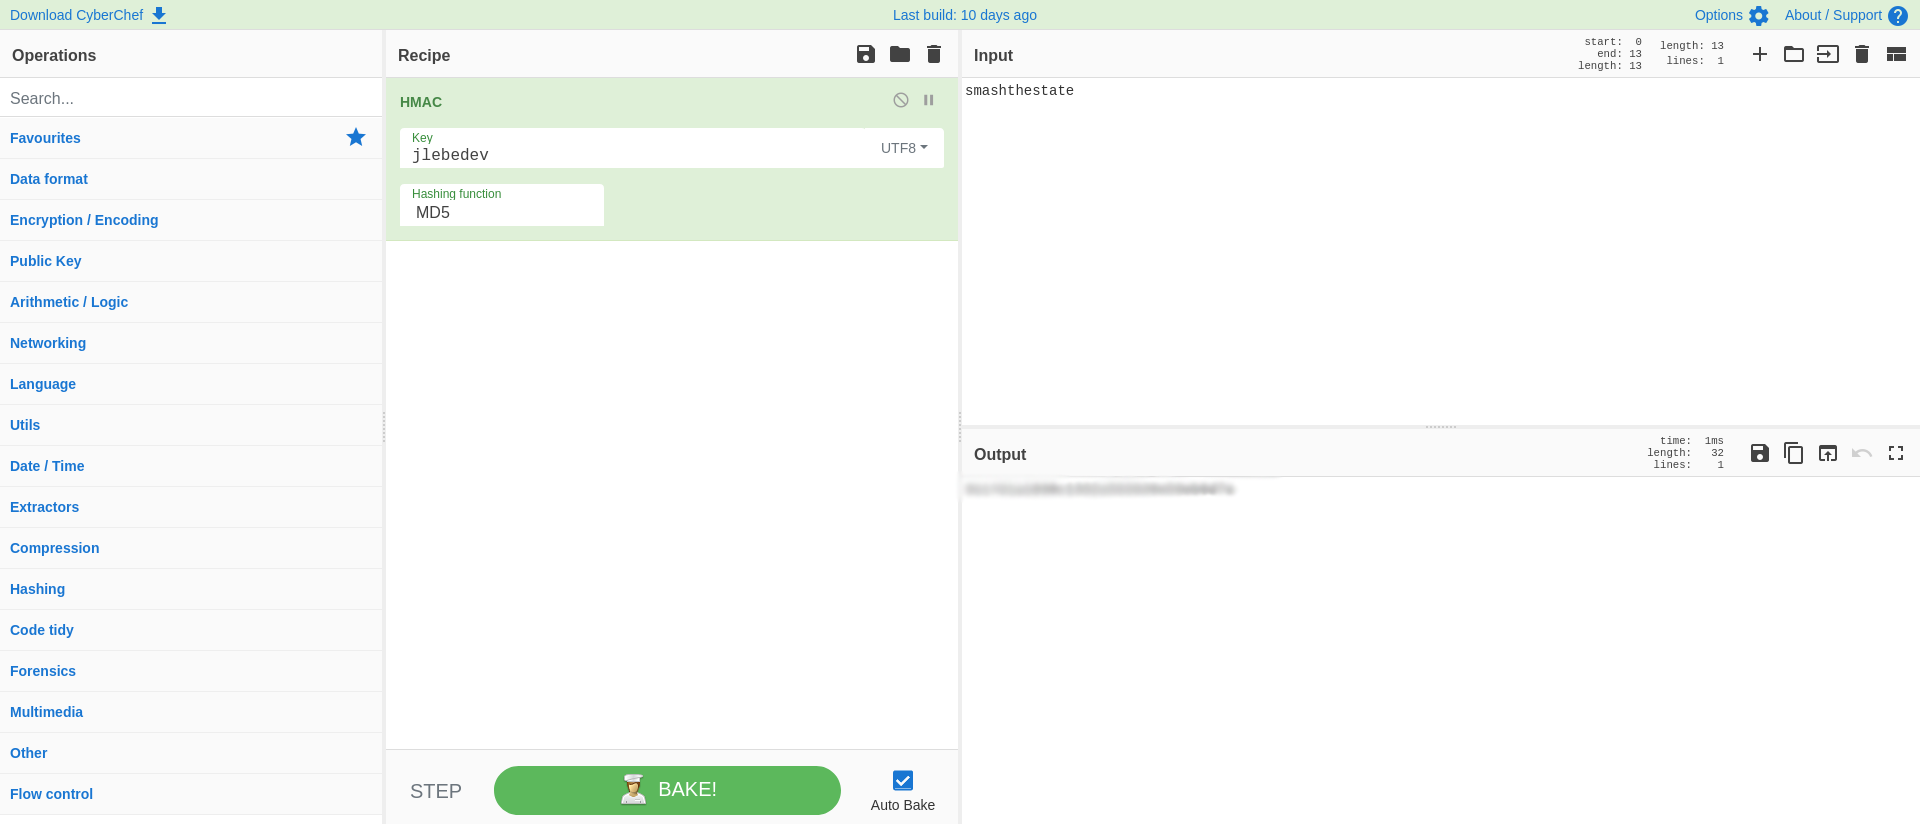 Download CyberChef
Last build: 10 days ago
Options
About / Support
Operations
Search...
Favourites
Data format
Encryption / Encoding
Public Key
Arithmetic / Logic
Networking
Language
Utils
Date / Time
Extractors
Compression
Hashing
Code tidy
Forensics
Multimedia
Other
Flow control
Recipe
HMAC
Key
jlebedev
UTF8
Hashing function
MD5
STEP
BAKE!
Auto Bake
Input
start: 0
end: 13
length: 13
length: 13
lines: 1
smashthestate
Output
time: 1ms
length: 32
lines: 1